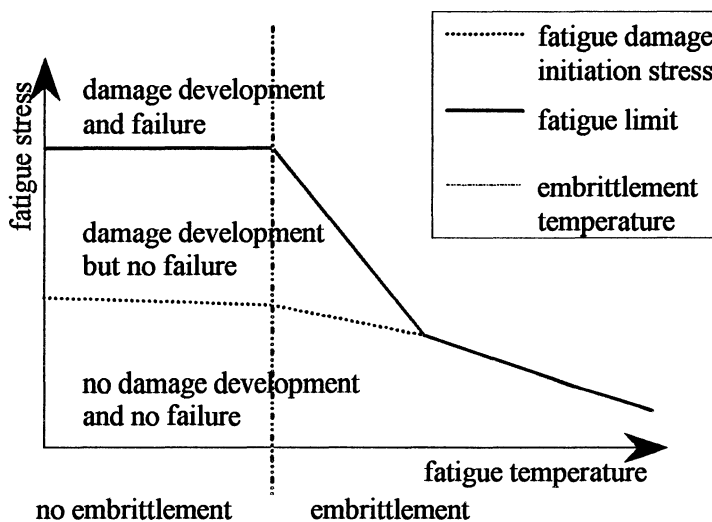 fatigue damage
initiation stress
fatigue limit
embrittlement
temperature
fatigue stress
damage development
and failure
damage development
but no failure
no damage development
and no failure
fatigue temperature
no embrittlement
embrittlement